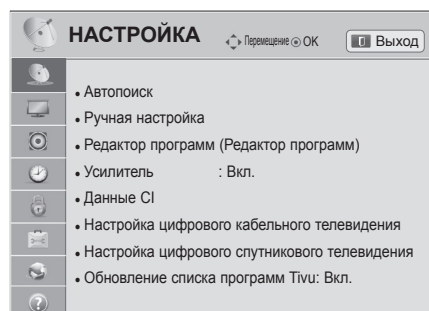 НАСТРОЙКА
Перемещение OK
Выход
• Автопоиск
• Ручная настройка
• Редактор программ (Редактор программ)
• Усилитель : Вкл.
• Данные CI
• Настройка цифрового кабельного телевидения
• Настройка цифрового спутникового телевидения
• Обновление списка программ Tivu: Вкл.